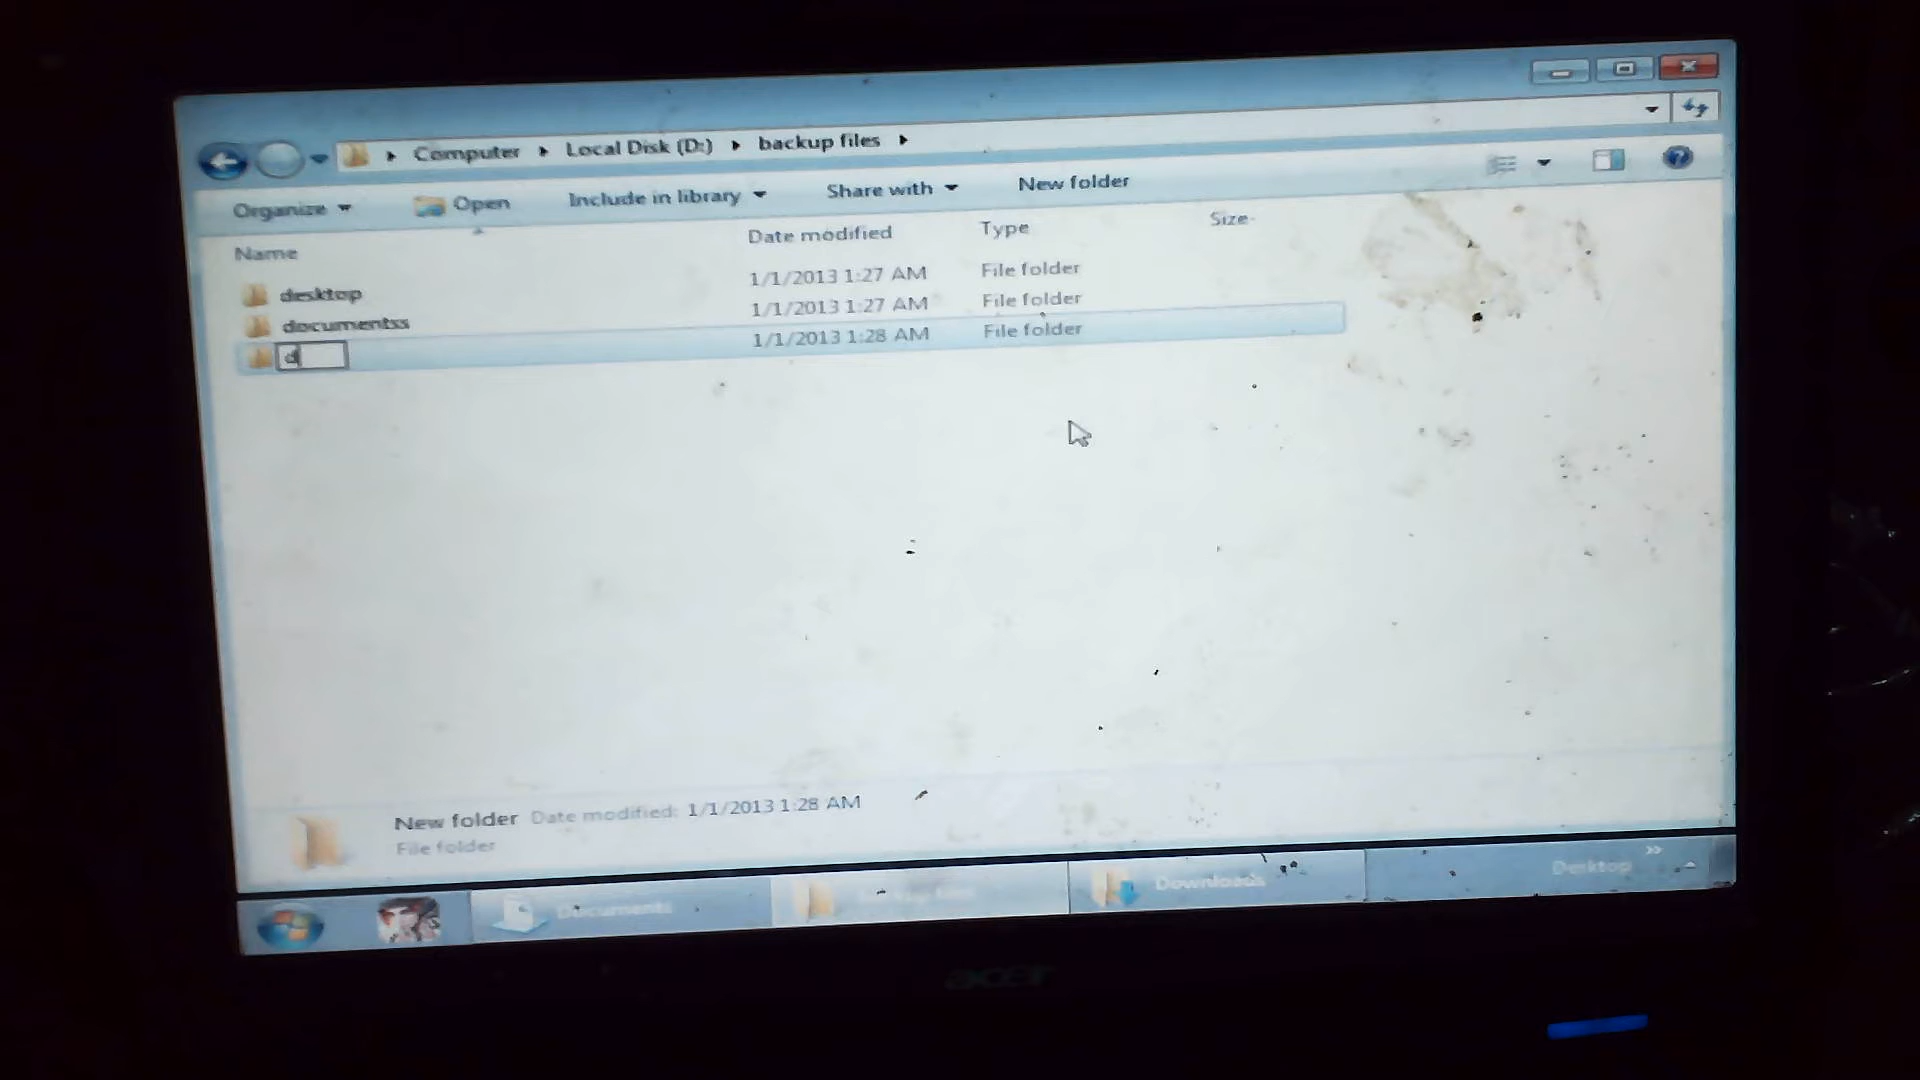 Computer Local Disk (D:) backup files
Organize Open Include in library Share with New folder
Name Date modified Type Size
desktop 1/1/2013 1:27 AM File folder
documentss 1/1/2013 1:27 AM File folder
d 1/1/2013 1:28 AM File folder
New folder Date modified: 1/1/2013 1:28 AM
File folder
Documents Downloads Desktop
acer